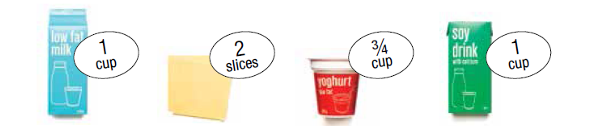 low fat
milk
1
cup
2
slices
yoghurt
low fat
¾
cup
soy
drink
with calcium
1
cup